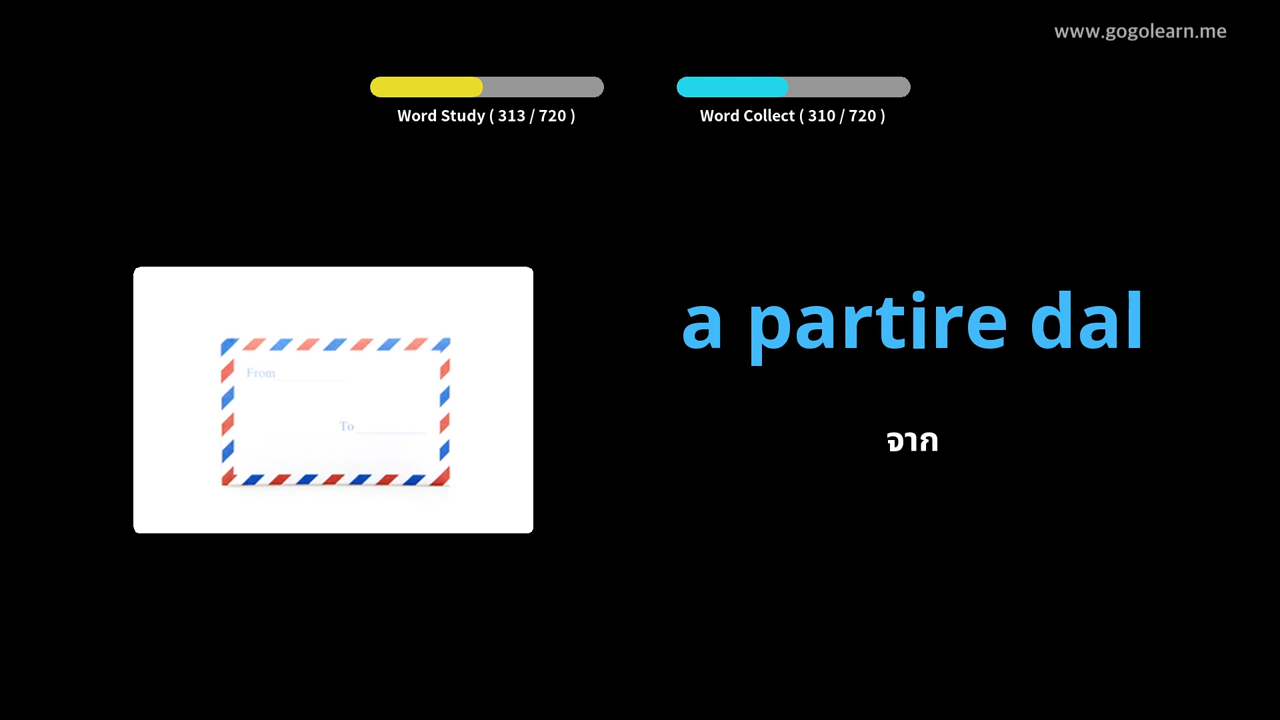 www.gogolearn.me
Word Study ( 313 / 720 )
Word Collect ( 310 / 720 )
a partire dal
จาก
From
To